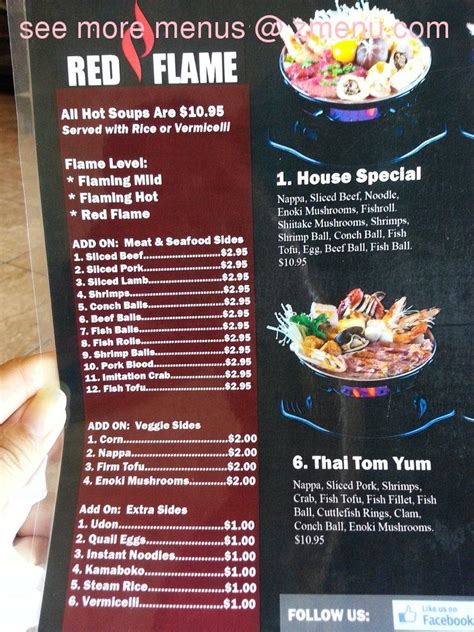 see more menus @ zmenu.com
RED FLAME
All Hot Soups Are $10.95
Served with Rice or Vermicelli
Flame Level:
* Flaming Mild
* Flaming Hot
* Red Flame
ADD ON: Meat & Seafood Sides
1. Sliced Beef.....................$2.95
2. Sliced Pork....................$2.95
3. Sliced Lamb...................$2.95
4. Shrimps........................$2.95
5. Conch Balls...................$2.95
6. Beef Balls.....................$2.95
7. Fish Balls......................$2.95
8. Fish Rolls......................$2.95
9. Shrimp Balls..................$2.95
10. Pork Blood...................$2.95
11. Imitation Crab..............$2.95
12. Fish Tofu.....................$2.95
ADD ON: Veggie Sides
1. Corn............................$2.00
2. Nappa..........................$2.00
3. Firm Tofu......................$2.00
4. Enoki Mushrooms..........$2.00
Add On: Extra Sides
1. Udon...........................$1.00
2. Quail Eggs....................$1.00
3. Instant Noodles............$1.00
4. Kamaboko....................$1.00
5. Steam Rice...................$1.00
6. Vermicelli.....................$1.00
1. House Special
Nappa, Sliced Beef, Noodle,
Enoki Mushrooms, Fishroll.
Shiitake Mushrooms, Shrimps,
Shrimp Ball, Conch Ball, Fish
Tofu, Egg, Beef Ball, Fish Ball.
$10.95
6. Thai Tom Yum
Nappa, Sliced Pork, Shrimps,
Crab, Fish Tofu, Fish Fillet, Fish
Ball, Cuttlefish Rings, Clam,
Conch Ball, Enoki Mushrooms.
$10.95
FOLLOW US:
Like us on
Facebook